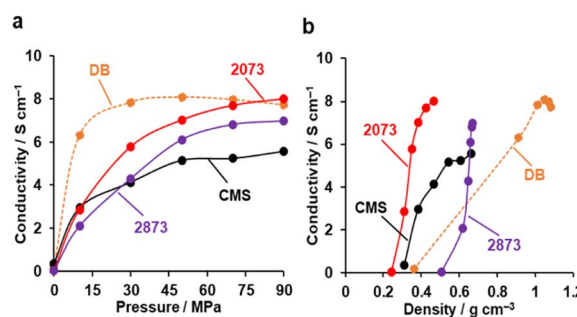 a
b
10
8
6
4
2
0
Conductivity / S cm⁻¹
DB
2073
CMS
2873
0 15 30 45 60 75 90
Pressure / MPa
10
8
6
4
2
0
Conductivity / S cm⁻¹
2073
DB
CMS
2873
0 0.2 0.4 0.6 0.8 1 1.2
Density / g cm⁻³